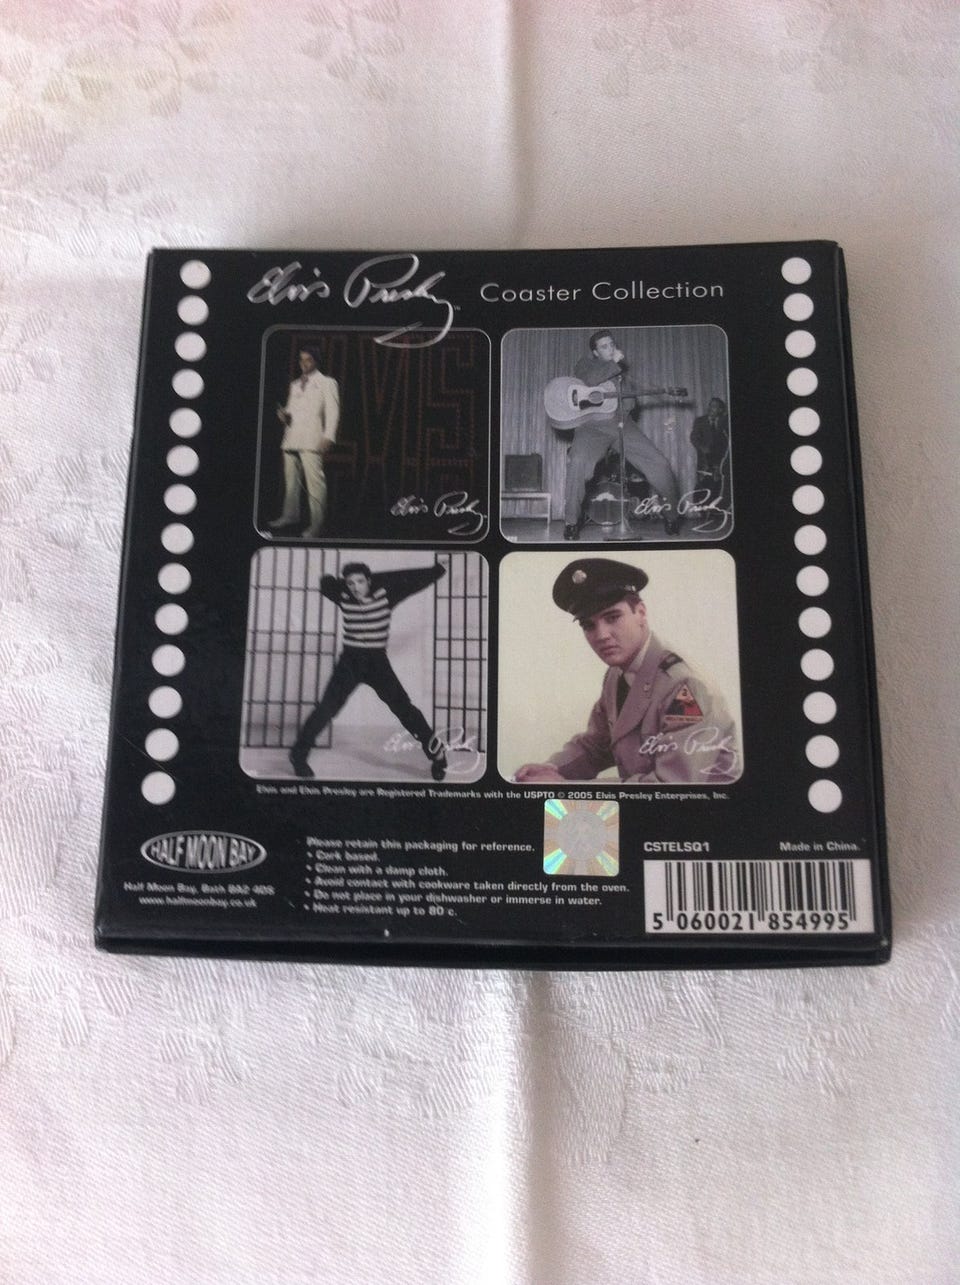 Elvis Presley™ Coaster Collection
ELVIS
Elvis Presley
Elvis Presley
Elvis Presley
Elvis Presley
Elvis and Elvis Presley are Registered Trademarks with the USPTO © 2005 Elvis Presley Enterprises, Inc.
HALF MOON BAY
Half Moon Bay, Bath BA2 4DS
www.halfmoonbay.co.uk
Please retain this packaging for reference.
• Cork based.
• Clean with a damp cloth.
• Avoid contact with cookware taken directly from the oven.
• Do not place in your dishwasher or immerse in water.
• Heat resistant up to 80 c.
CSTELSQ1 Made in China.
5 060021 854995